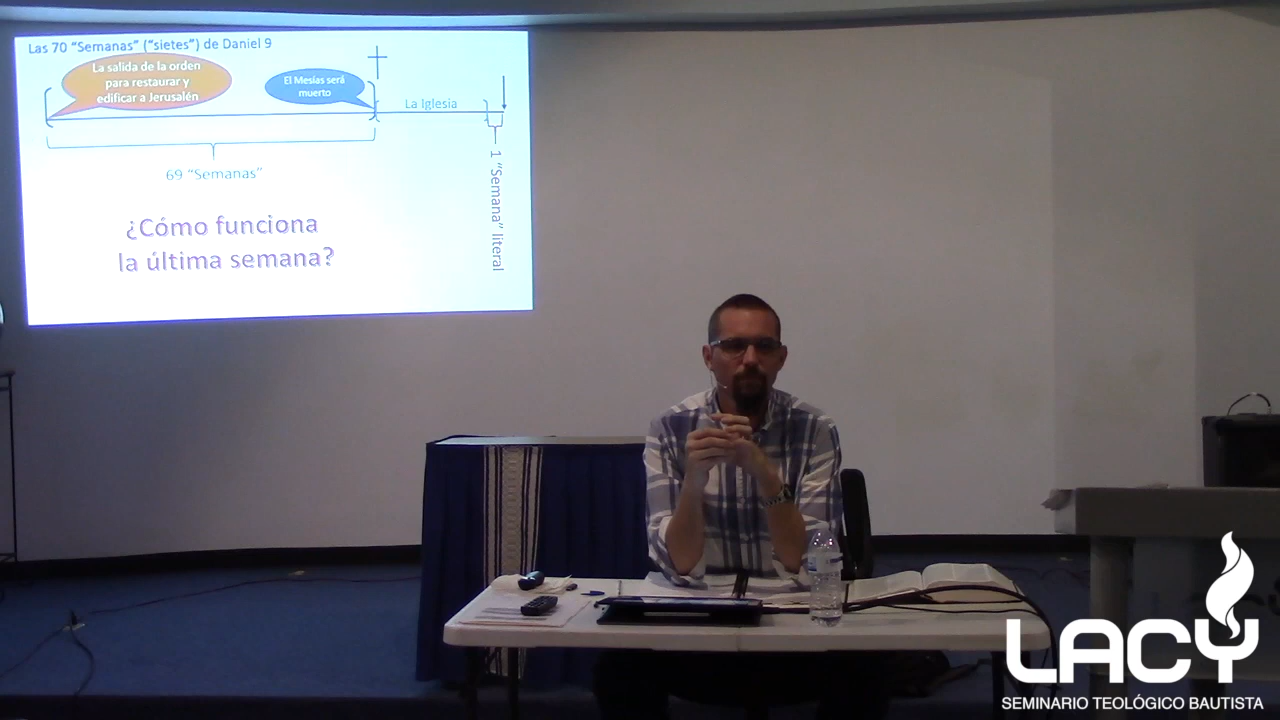 Las 70 “Semanas” (“sietes”) de Daniel 9
La salida de la orden
para restaurar y
edificar a Jerusalén
El Mesías será
muerto
La Iglesia
69 “Semanas”
1 “Semana” literal
¿Cómo funciona
la última semana?
LACY
SEMINARIO TEOLÓGICO BAUTISTA